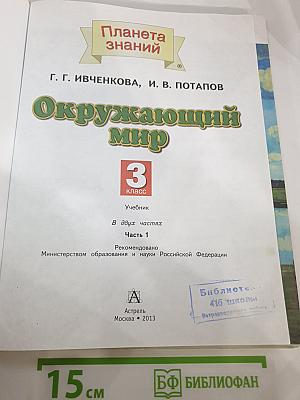 Планета
знаний
Г. Г. ИВЧЕНКОВА, И. В. ПОТАПОВ
Окружающий
мир
3
класс
Учебник
В двух частях
Часть 1
Рекомендовано
Министерством образования и науки Российской Федерации
Астрель
Москва • 2013
Библиотека
416 школы
15 см
БФ БИБЛИОФАН